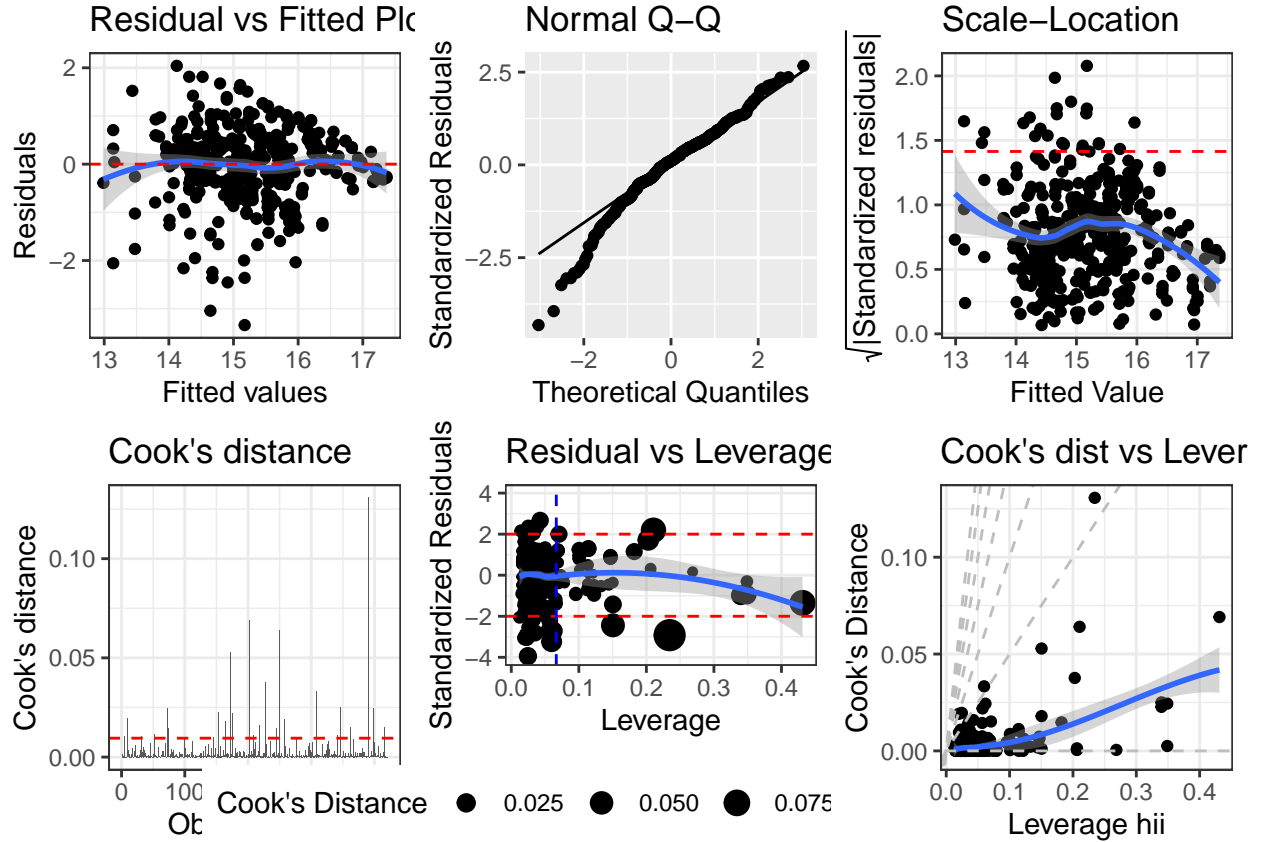 Residual vs Fitted Plo
Residuals
2
0
−2
13 14 15 16 17
Fitted values
Normal Q−Q
Standardized Residuals
2.5
0.0
−2.5
−2 0 2
Theoretical Quantiles
Scale−Location
√|Standardized residuals|
2.0
1.5
1.0
0.5
0.0
13 14 15 16 17
Fitted Value
Cook's distance
Cook's distance
0.10
0.05
0.00
0 100
Ob
Residual vs Leverage
Standardized Residuals
4
2
0
−2
−4
0.0 0.1 0.2 0.3 0.4
Leverage
Cook's Distance 0.025 0.050 0.075
Cook's dist vs Lever
Cook's Distance
0.10
0.05
0.00
0.0 0.1 0.2 0.3 0.4
Leverage hii